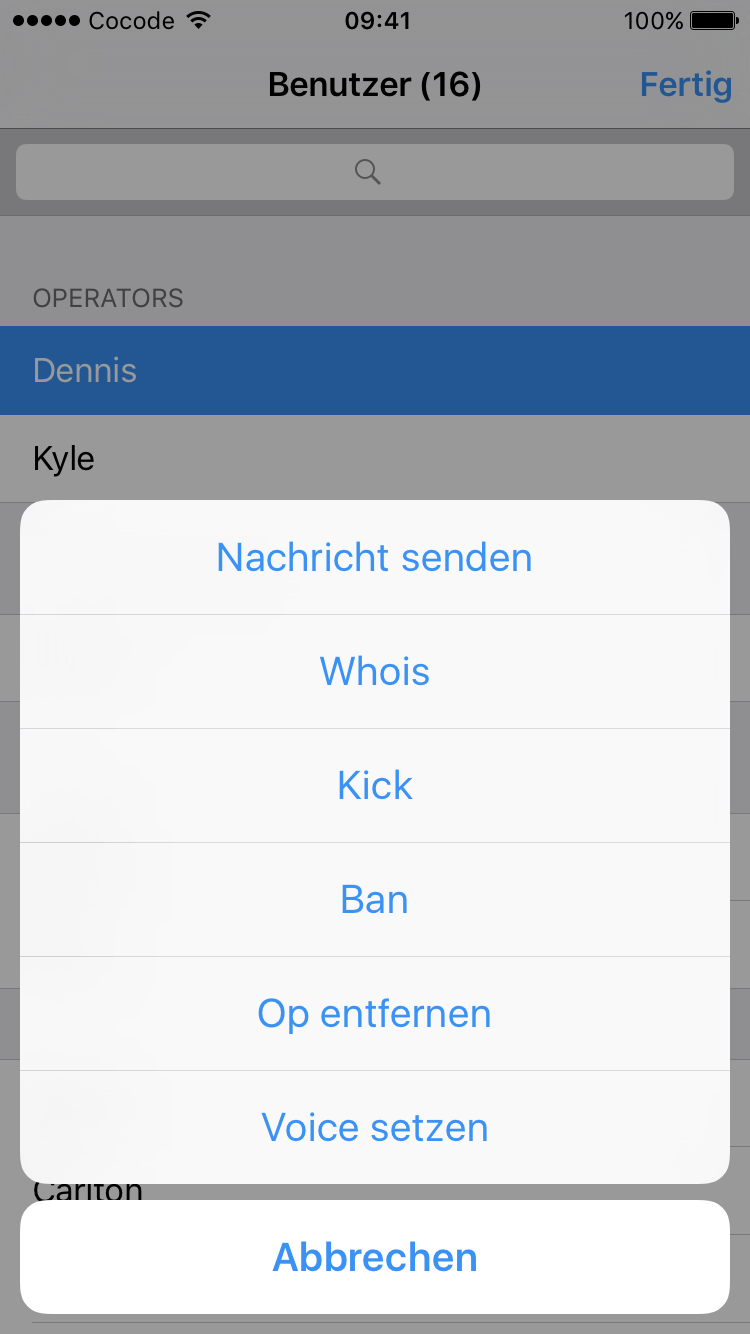 Cocode 09:41 100%
Benutzer (16) Fertig
OPERATORS
Dennis
Kyle
Nachricht senden
Whois
Kick
Ban
Op entfernen
Voice setzen
Carlton
Abbrechen